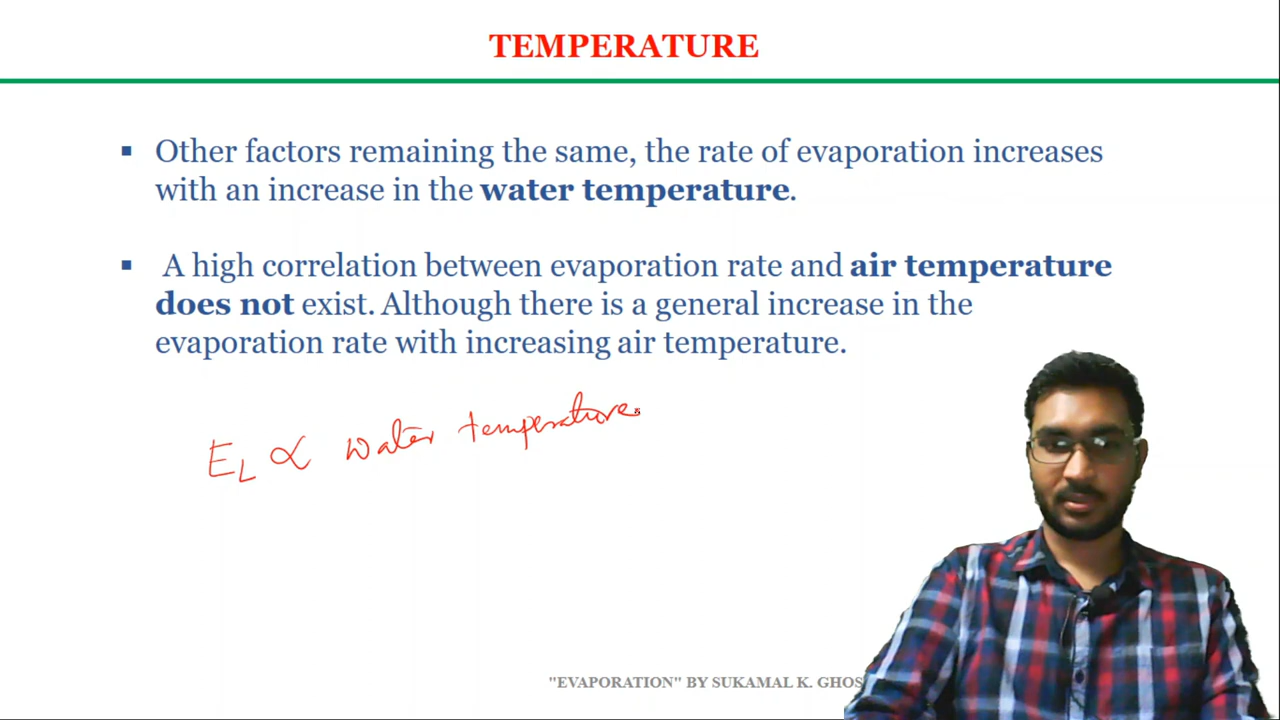 TEMPERATURE
▪ Other factors remaining the same, the rate of evaporation increases
with an increase in the water temperature.
▪ A high correlation between evaporation rate and air temperature
does not exist. Although there is a general increase in the
evaporation rate with increasing air temperature.
E_L ∝ water temperature
"EVAPORATION" BY SUKAMAL K. GHOS